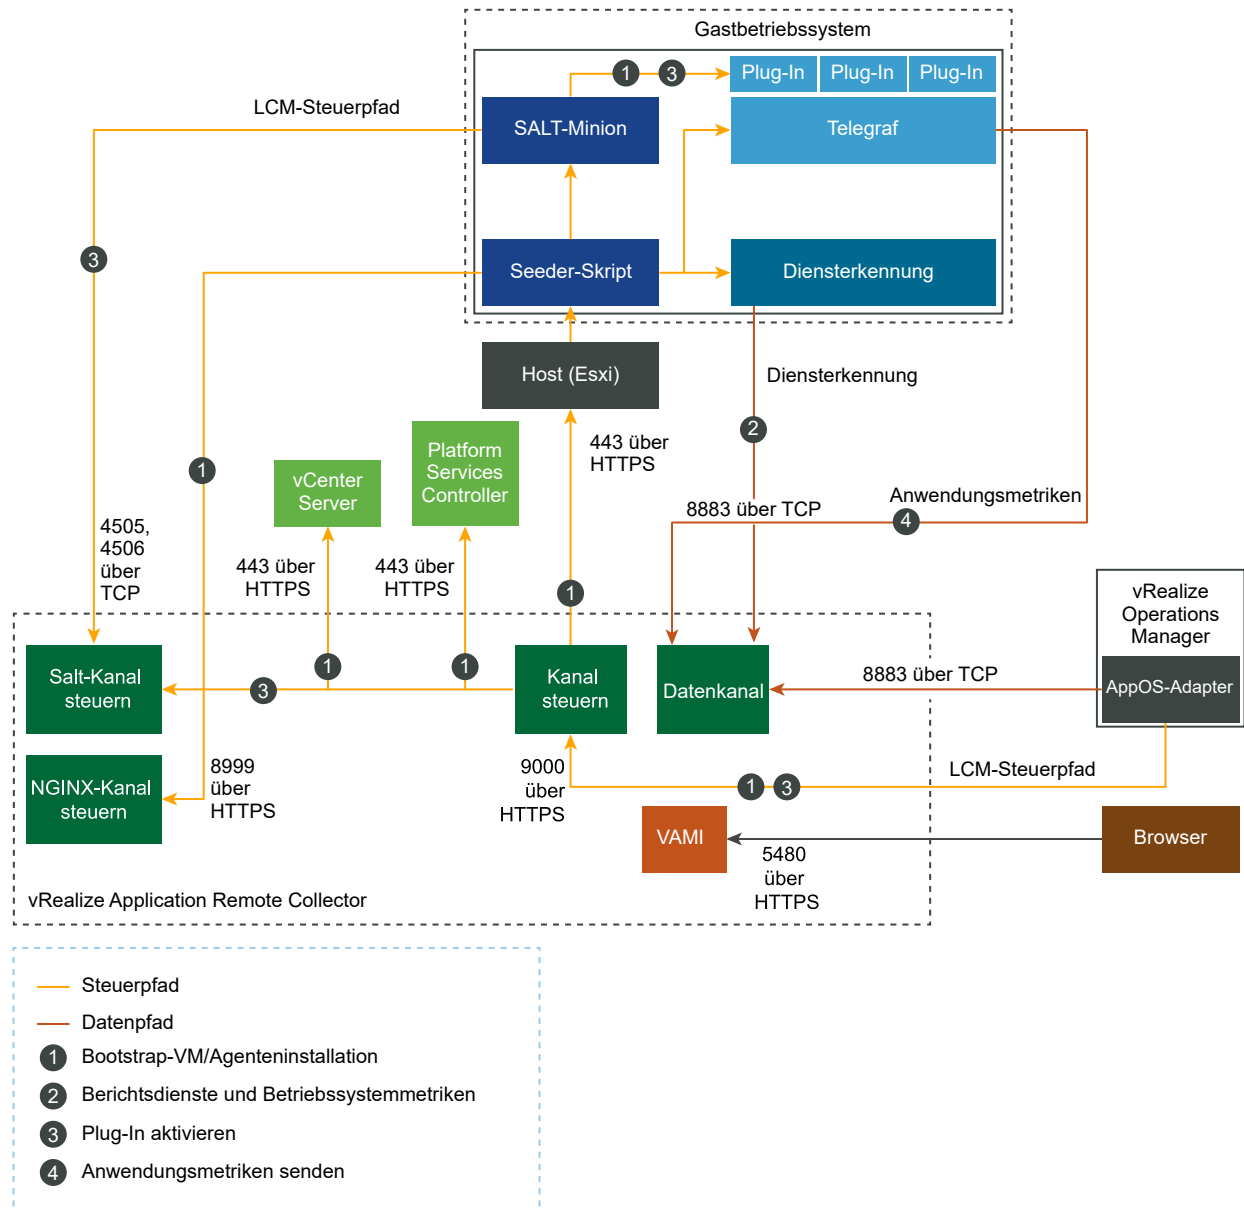 Gastbetriebssystem
1
3
Plug-In
Plug-In
Plug-In
LCM-Steuerpfad
SALT-Minion
Telegraf
3
Seeder-Skript
Diensterkennung
Host (Esxi)
Diensterkennung
2
443 über
HTTPS
Platform
Services
Controller
1
vCenter
Server
Anwendungsmetriken
8883 über TCP
4
4505,
4506
über
TCP
443 über
HTTPS
443 über
HTTPS
1
vRealize
Operations
Manager
AppOS-Adapter
Salt-Kanal
steuern
3
1
1
Kanal
steuern
Datenkanal
8883 über TCP
NGINX-Kanal
steuern
8999
über
HTTPS
9000
über
HTTPS
1
3
LCM-Steuerpfad
VAMI
5480
über
HTTPS
Browser
vRealize Application Remote Collector
Steuerpfad
Datenpfad
1 Bootstrap-VM/Agenteninstallation
2 Berichtsdienste und Betriebssystemmetriken
3 Plug-In aktivieren
4 Anwendungsmetriken senden